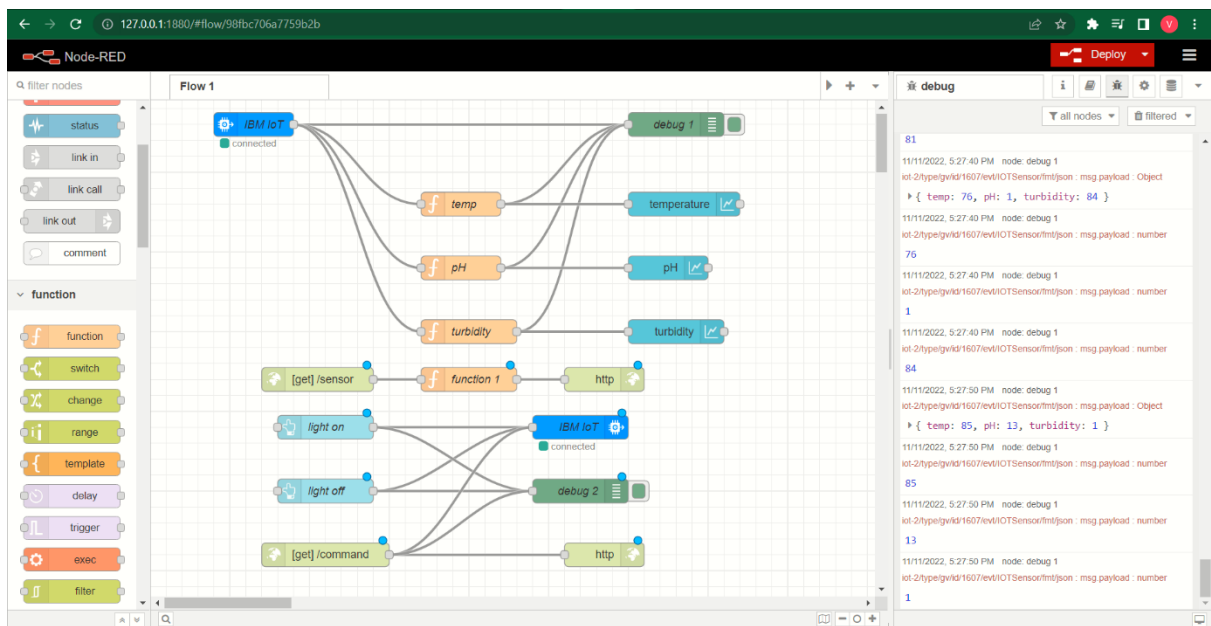 127.0.0.1:1880/#flow/98fbc706a7759b2b
V
Node-RED
Deploy
filter nodes
Flow 1
debug
i
all nodes
filtered
status
link in
link call
link out
comment
function
function
switch
change
range
template
delay
trigger
exec
filter
IBM IoT
connected
debug 1
f temp
temperature
f pH
pH
f turbidity
turbidity
[get] /sensor
f function 1
http
light on
IBM IoT
connected
light off
debug 2
[get] /command
http
81
11/11/2022, 5:27:40 PM node: debug 1
iot-2/type/gv/id/1607/evt/IOTSensor/fmt/json : msg.payload : Object
{ temp: 76, pH: 1, turbidity: 84 }
11/11/2022, 5:27:40 PM node: debug 1
iot-2/type/gv/id/1607/evt/IOTSensor/fmt/json : msg.payload : number
76
11/11/2022, 5:27:40 PM node: debug 1
iot-2/type/gv/id/1607/evt/IOTSensor/fmt/json : msg.payload : number
1
11/11/2022, 5:27:40 PM node: debug 1
iot-2/type/gv/id/1607/evt/IOTSensor/fmt/json : msg.payload : number
84
11/11/2022, 5:27:50 PM node: debug 1
iot-2/type/gv/id/1607/evt/IOTSensor/fmt/json : msg.payload : Object
{ temp: 85, pH: 13, turbidity: 1 }
11/11/2022, 5:27:50 PM node: debug 1
iot-2/type/gv/id/1607/evt/IOTSensor/fmt/json : msg.payload : number
85
11/11/2022, 5:27:50 PM node: debug 1
iot-2/type/gv/id/1607/evt/IOTSensor/fmt/json : msg.payload : number
13
11/11/2022, 5:27:50 PM node: debug 1
iot-2/type/gv/id/1607/evt/IOTSensor/fmt/json : msg.payload : number
1